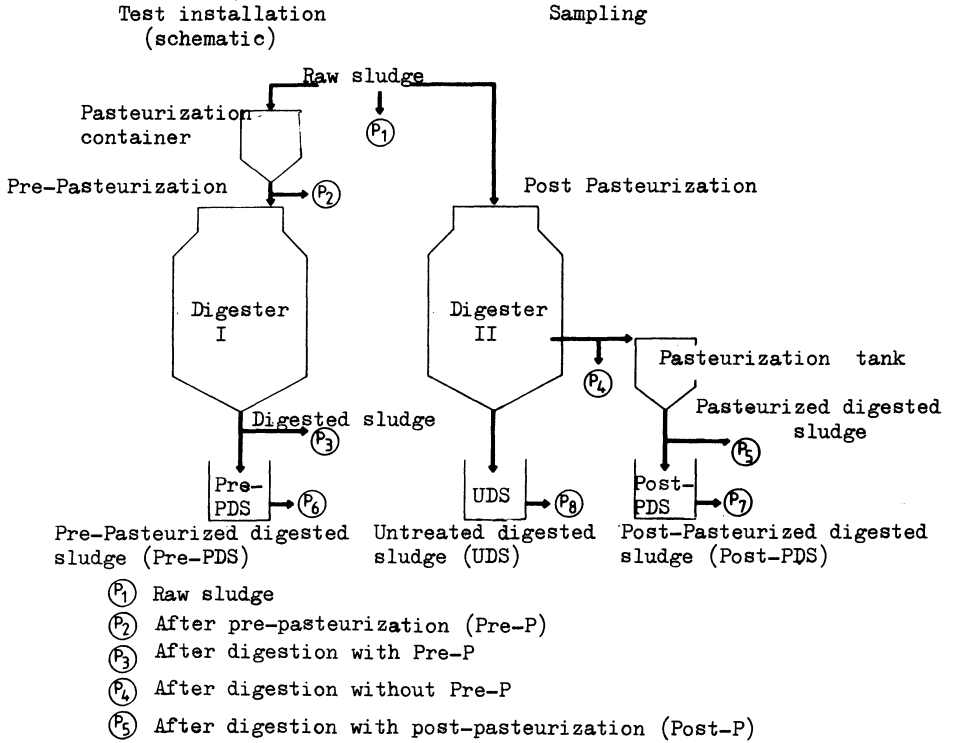 Test installation
(schematic)
Sampling
Raw sludge
Pasteurization
container
P1
Pre-Pasteurization
P2
Post Pasteurization
Digester
I
Digester
II
Pasteurization tank
P4
Digested sludge
P3
Pasteurized digested
sludge
P5
Pre-
PDS
P6
UDS
P8
Post-
PDS
P7
Pre-Pasteurized digested
sludge (Pre-PDS)
Untreated digested
sludge (UDS)
Post-Pasteurized digested
sludge (Post-PDS)
P1 Raw sludge
P2 After pre-pasteurization (Pre-P)
P3 After digestion with Pre-P
P4 After digestion without Pre-P
P5 After digestion with post-pasteurization (Post-P)